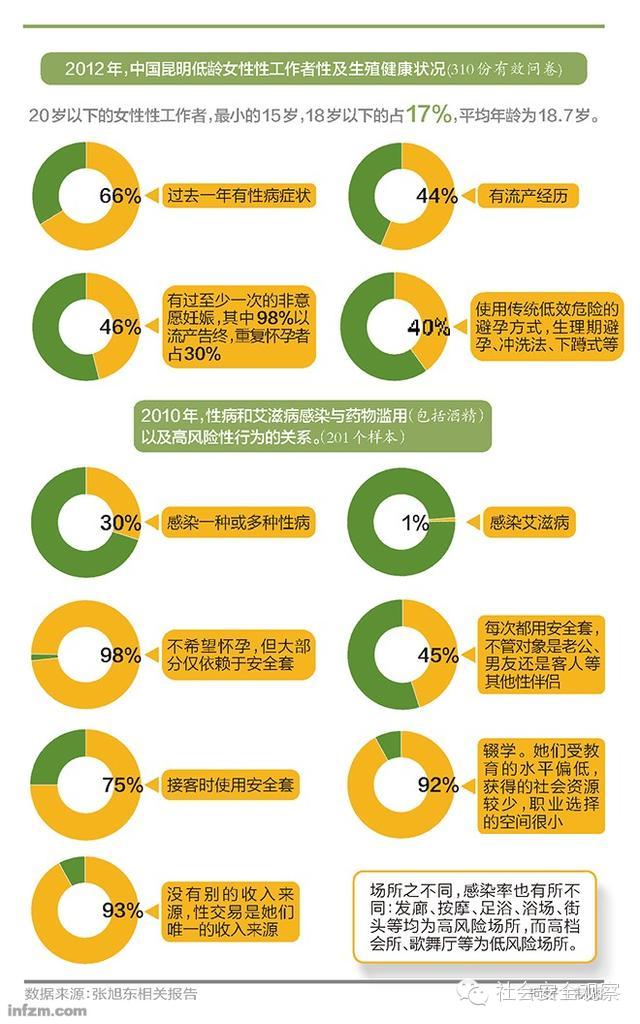 2012年，中国昆明低龄女性性工作者性及生殖健康状况(310份有效问卷)
20岁以下的女性性工作者，最小的15岁，18岁以下的占17%，平均年龄为18.7岁。
66%
过去一年有性病症状
44%
有流产经历
46%
有过至少一次的非意
愿妊娠，其中98%以
流产告终，重复怀孕者
占30%
40%
使用传统低效危险的
避孕方式，生理期避
孕、冲洗法、下蹲式等
2010年，性病和艾滋病感染与药物滥用(包括酒精)
以及高风险性行为的关系。(201个样本)
30%
感染一种或多种性病
1%
感染艾滋病
98%
不希望怀孕，但大部
分仅依赖于安全套
45%
每次都用安全套，
不管对象是老公、
男友还是客人等
其他性伴侣
75%
接客时使用安全套
92%
辍学。她们受教
育的水平偏低，
获得的社会资源
较少，职业选择
的空间很小
93%
没有别的收入来
源，性交易是她们
唯一的收入来源
场所之不同，感染率也有所不
同：发廊、按摩、足浴、浴场、街
头等均为高风险场所，而高档
会所、歌舞厅等为低风险场所。
数据来源：张旭东相关报告
社会安全观察
infzm.com